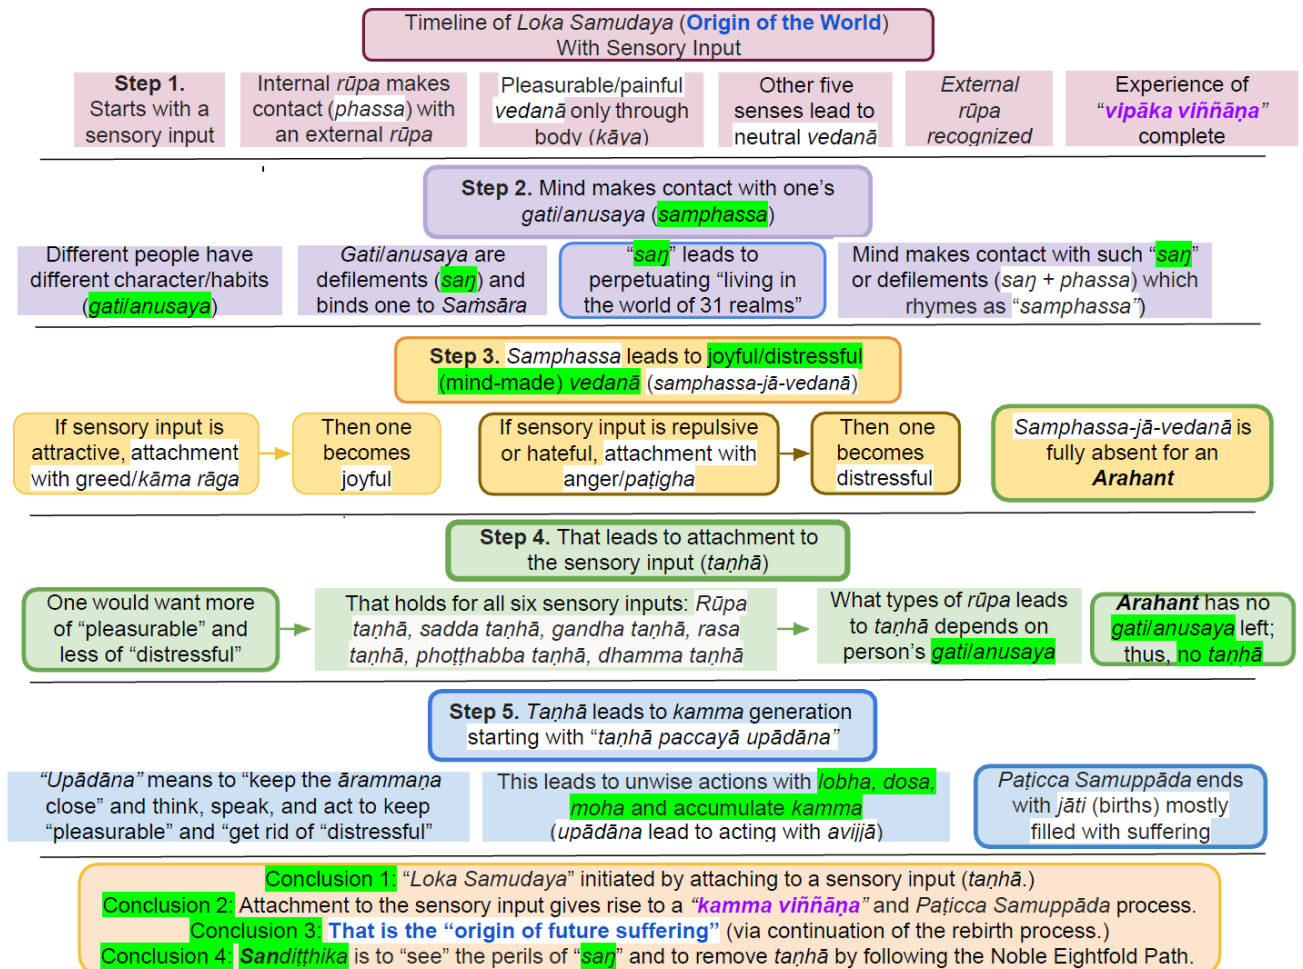 Timeline of Loka Samudaya (Origin of the World)
With Sensory Input
Step 1.
Starts with a
sensory input
Internal rūpa makes
contact (phassa) with
an external rūpa
Pleasurable/painful
vedanā only through
body (kāya)
Other five
senses lead to
neutral vedanā
External
rūpa
recognized
Experience of
“vipāka viññāṇa”
complete
Step 2. Mind makes contact with one’s
gati/anusaya (samphassa)
Different people have
different character/habits
(gati/anusaya)
Gati/anusaya are
defilements (saŋ) and
binds one to Saṁsāra
“saŋ” leads to
perpetuating “living in
the world of 31 realms”
Mind makes contact with such “saŋ”
or defilements (saŋ + phassa) which
rhymes as “samphassa”)
Step 3. Samphassa leads to joyful/distressful
(mind-made) vedanā (samphassa-jā-vedanā)
If sensory input is
attractive, attachment
with greed/kāma rāga
Then one
becomes
joyful
If sensory input is repulsive
or hateful, attachment with
anger/paṭigha
Then one
becomes
distressful
Samphassa-jā-vedanā is
fully absent for an
Arahant
Step 4. That leads to attachment to
the sensory input (taṇhā)
One would want more
of “pleasurable” and
less of “distressful”
That holds for all six sensory inputs: Rūpa
taṇhā, sadda taṇhā, gandha taṇhā, rasa
taṇhā, phoṭṭhabba taṇhā, dhamma taṇhā
What types of rūpa leads
to taṇhā depends on
person’s gati/anusaya
Arahant has no
gati/anusaya left;
thus, no taṇhā
Step 5. Taṇhā leads to kamma generation
starting with “taṇhā paccayā upādāna”
“Upādāna” means to “keep the ārammaṇa
close” and think, speak, and act to keep
“pleasurable” and “get rid of “distressful”
This leads to unwise actions with lobha, dosa,
moha and accumulate kamma
(upādāna lead to acting with avijjā)
Paṭicca Samuppāda ends
with jāti (births) mostly
filled with suffering
Conclusion 1: “Loka Samudaya” initiated by attaching to a sensory input (taṇhā.)
Conclusion 2: Attachment to the sensory input gives rise to a “kamma viññāṇa” and Paṭicca Samuppāda process.
Conclusion 3: That is the “origin of future suffering” (via continuation of the rebirth process.)
Conclusion 4: Sandiṭṭhika is to “see” the perils of “saŋ” and to remove taṇhā by following the Noble Eightfold Path.